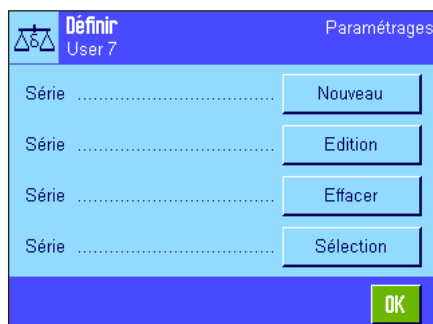 Définir Paramétrages
User 7
Série .................................. Nouveau
Série .................................. Edition
Série .................................. Effacer
Série .................................. Sélection
OK